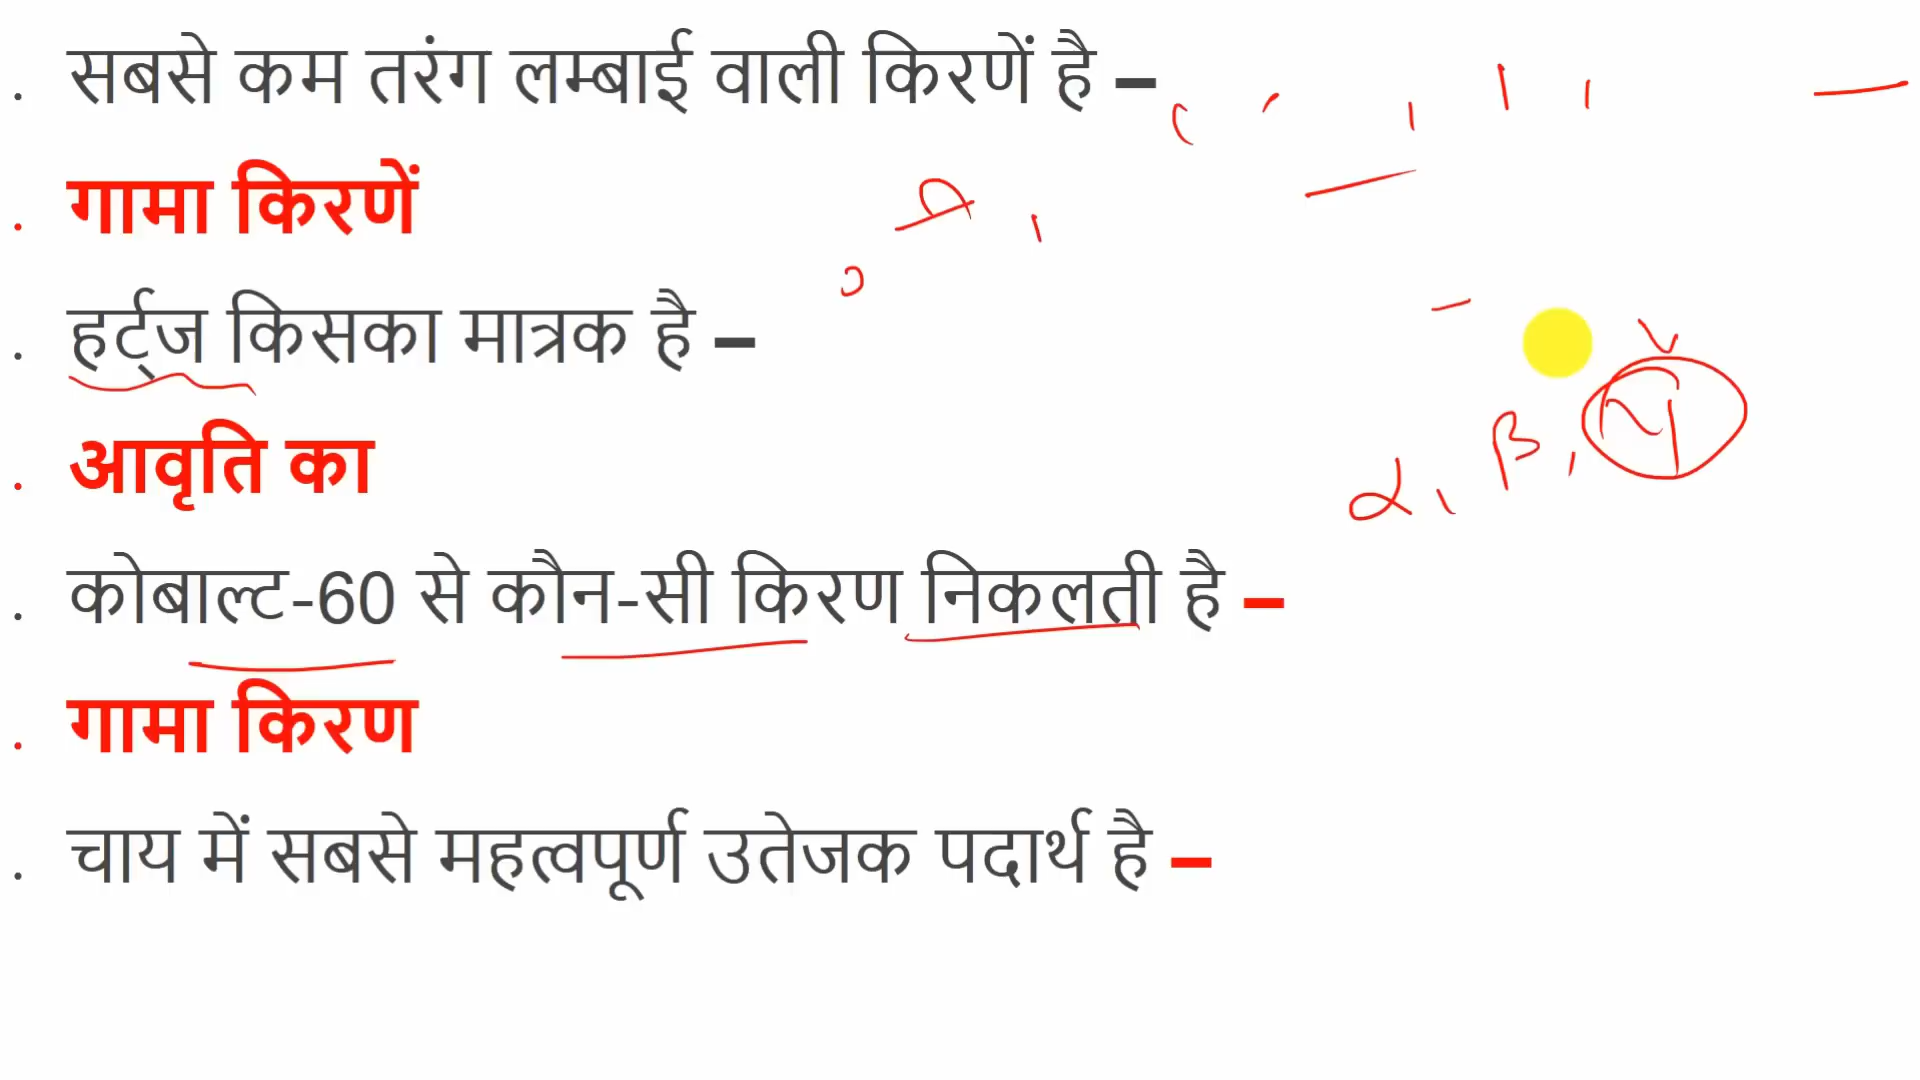 . सबसे कम तरंग लम्बाई वाली किरणें है –
. गामा किरणें
. हर्ट्ज किसका मात्रक है –
. आवृति का
α, β, γ
. कोबाल्ट-60 से कौन-सी किरण निकलती है –
. गामा किरण
. चाय में सबसे महत्वपूर्ण उतेजक पदार्थ है –